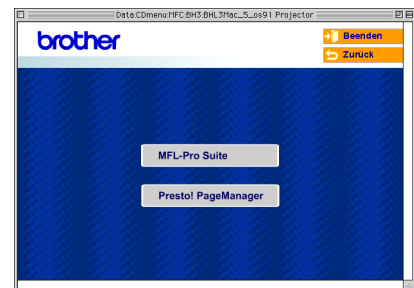 Data:CDmenu:MFC:BH3:BHL3Mac_5_os91 Projector
brother
Beenden
Zurück
MFL-Pro Suite
Presto! PageManager